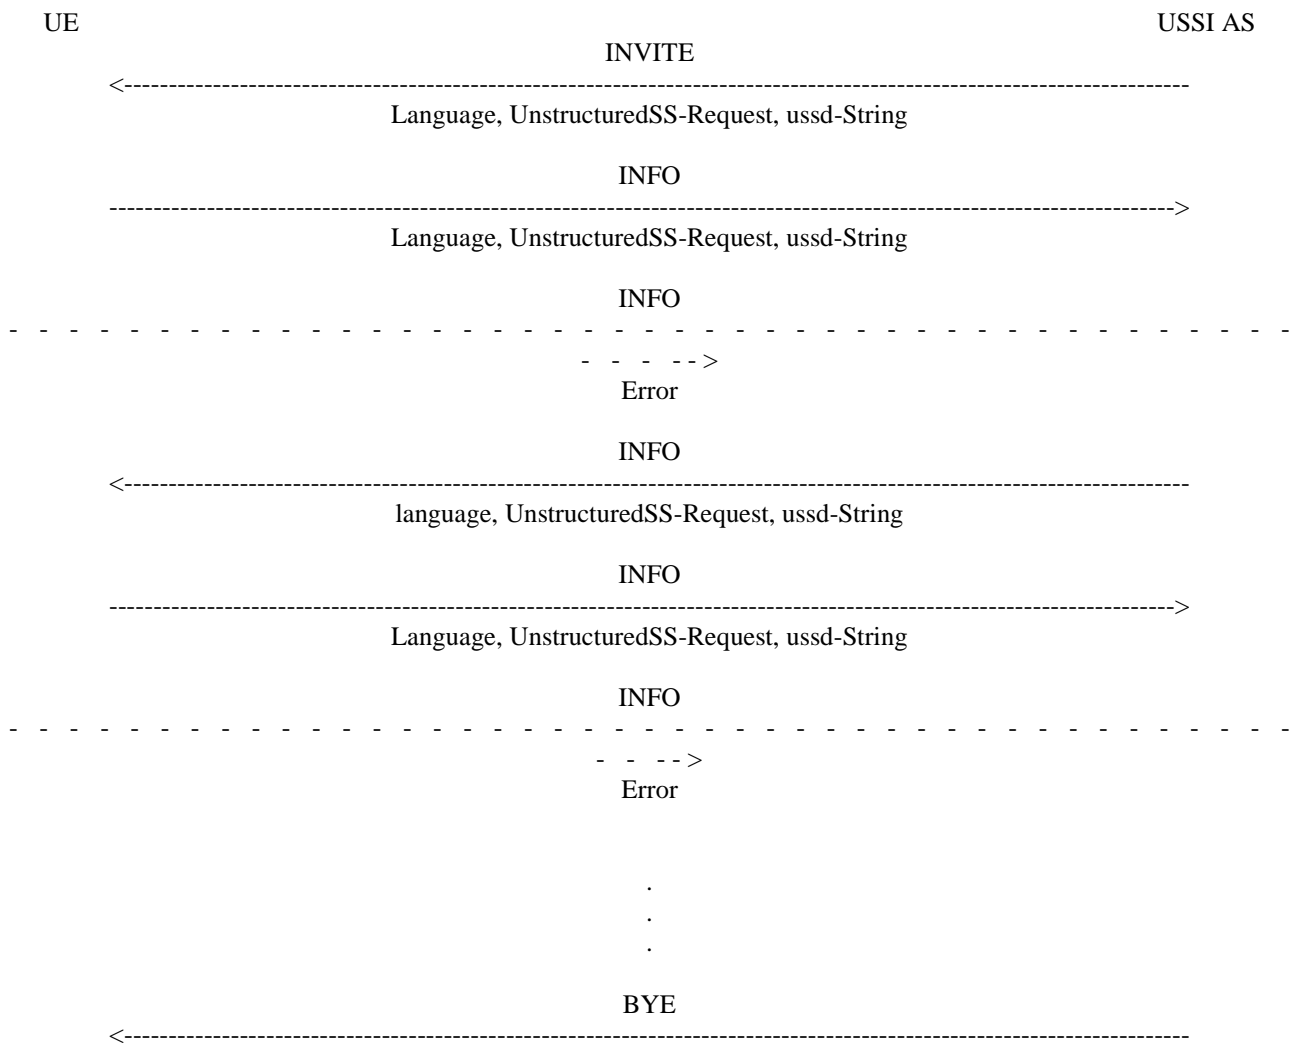 UE USSI AS
INVITE
<------------------------------------------------------------------------------------------------------------------------
Language, UnstructuredSS-Request, ussd-String
INFO
------------------------------------------------------------------------------------------------------------------------>
Language, UnstructuredSS-Request, ussd-String
INFO
- - - - - - - - - - - - - - - - - - - - - - - - - - - - - - - - - - - - - - - - - - -
- - - - - >
Error
INFO
<------------------------------------------------------------------------------------------------------------------------
language, UnstructuredSS-Request, ussd-String
INFO
------------------------------------------------------------------------------------------------------------------------>
Language, UnstructuredSS-Request, ussd-String
INFO
- - - - - - - - - - - - - - - - - - - - - - - - - - - - - - - - - - - - - - - - - - -
- - - - >
Error
.
.
.
BYE
<------------------------------------------------------------------------------------------------------------------------